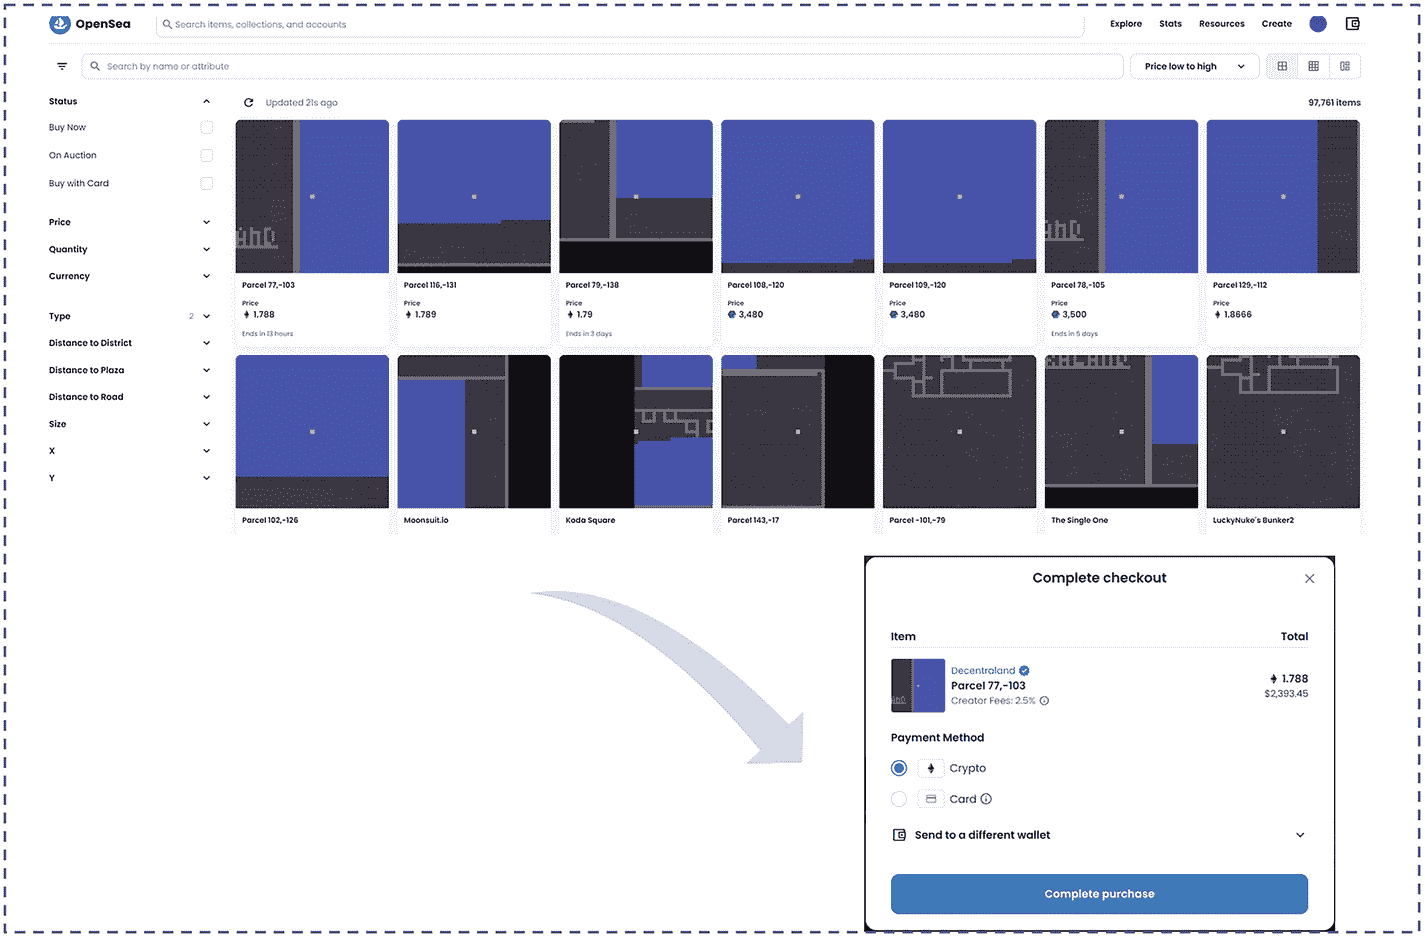 OpenSea
Search items, collections, and accounts
Explore Stats Resources Create
Search by name or attribute
Price low to high
Status
Updated 21s ago
97,761 items
Buy Now
On Auction
Buy with Card
Price
Quantity
Currency
Type 2
Distance to District
Distance to Plaza
Distance to Road
Size
X
Y
Parcel 77,-103
Price
1.788
Ends in 13 hours
Parcel 116,-131
Price
1.789
Parcel 79,-138
Price
1.79
Ends in 3 days
Parcel 108,-120
Price
3,480
Parcel 109,-120
Price
3,480
Parcel 78,-105
Price
3,500
Ends in 5 days
Parcel 129,-112
Price
1.8666
Parcel 102,-126
Moonsuit.io
Koda Square
Parcel 143,-17
Parcel -101,-79
The Single One
LuckyNuke's Bunker2
Complete checkout
Item Total
Decentraland
Parcel 77,-103
Creator Fees: 2.5%
1.788
$2,393.45
Payment Method
Crypto
Card
Send to a different wallet
Complete purchase